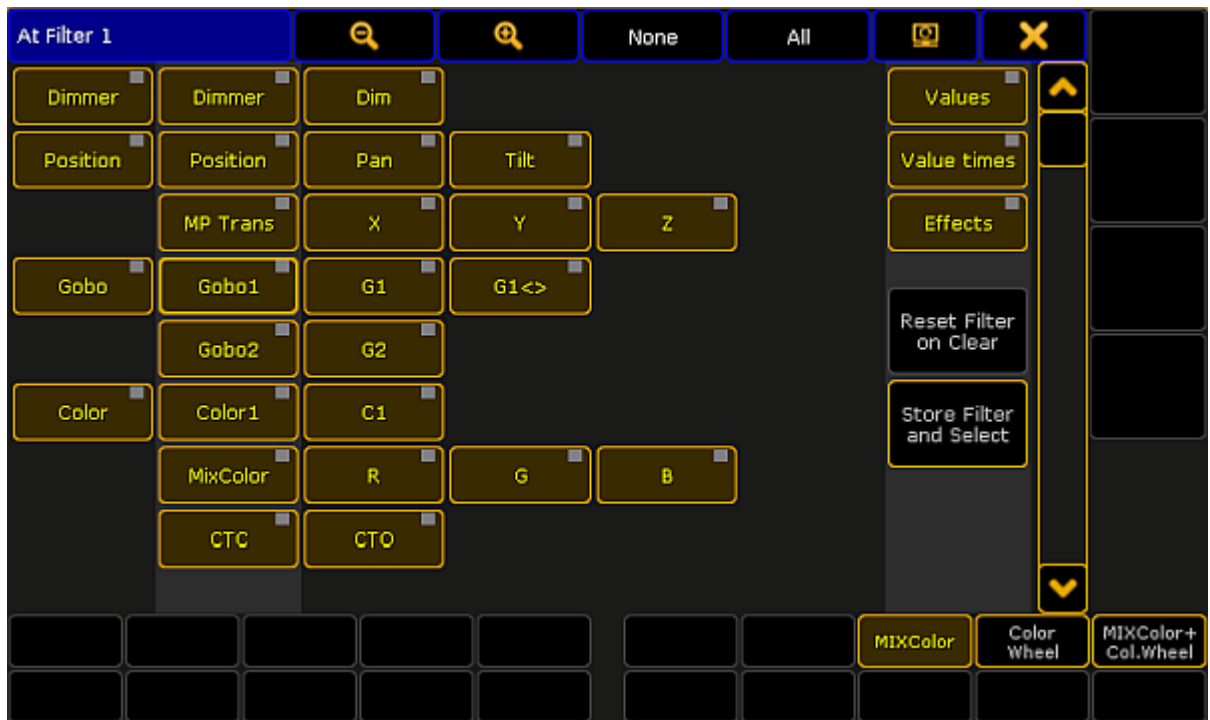 At Filter 1
None
All
Dimmer
Dimmer
Dim
Values
Position
Position
Pan
Tilt
Value times
MP Trans
X
Y
Z
Effects
Gobo
Gobo1
G1
G1<>
Reset Filter
on Clear
Gobo2
G2
Color
Color1
C1
Store Filter
and Select
MixColor
R
G
B
CTC
CTO
MIXColor
Color
Wheel
MIXColor+
Col.Wheel